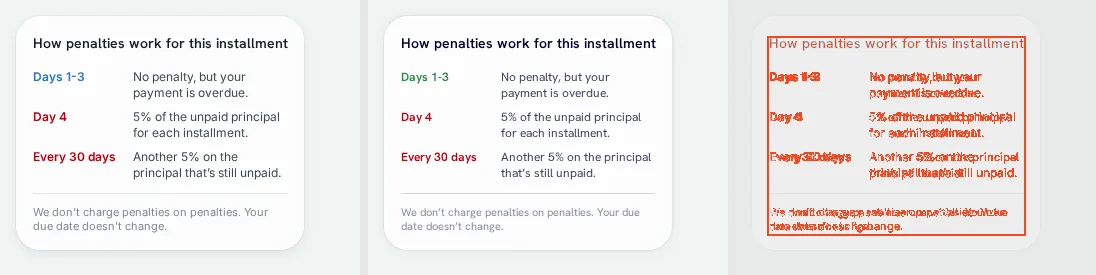 How penalties work for this installment
Days 1-3
No penalty, but your
payment is overdue.
Day 4
5% of the unpaid principal
for each installment.
Every 30 days
Another 5% on the
principal that’s still unpaid.
We don’t charge penalties on penalties. Your
due date doesn’t change.
How penalties work for this installment
Days 1-3
No penalty, but your
payment is overdue.
Day 4
5% of the unpaid principal
for each installment.
Every 30 days
Another 5% on the principal
that’s still unpaid.
We don’t charge penalties on penalties. Your due
date doesn’t change.
How penalties work for this installment